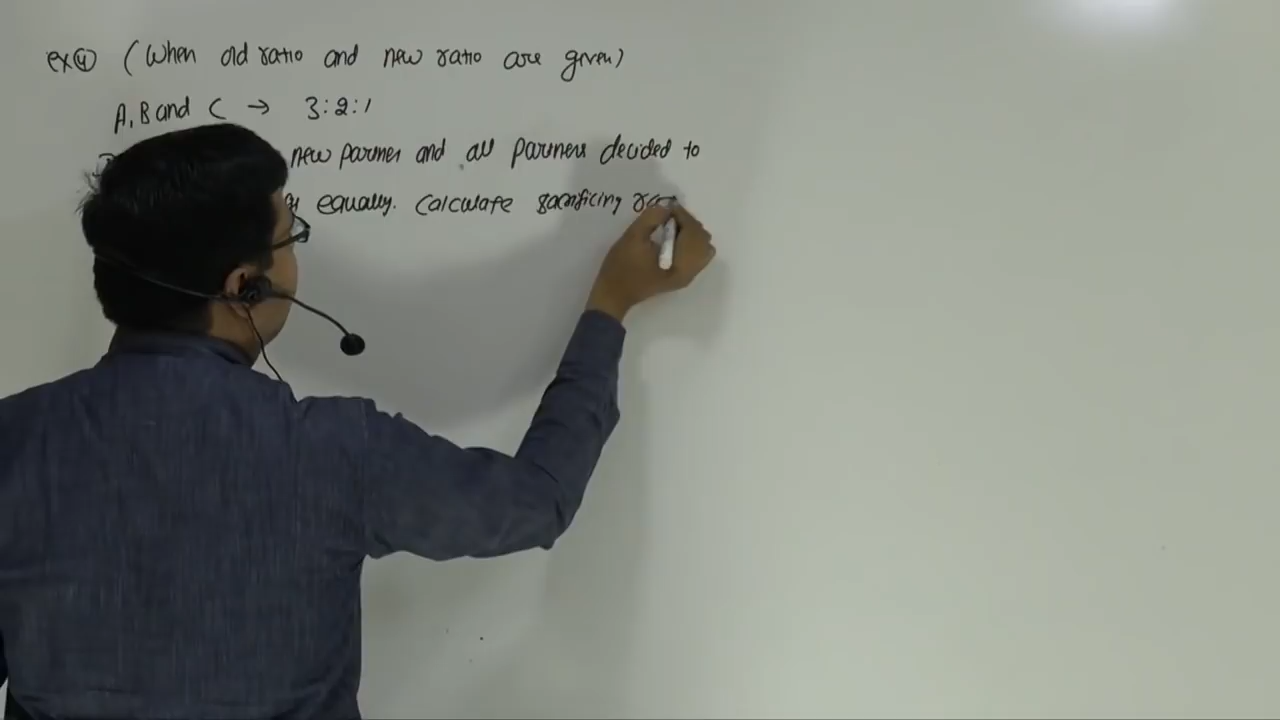 ex④ (When old ratio and new ratio are given)
A, B and C → 3:2:1
new partner and all partners decided to
equally. Calculate sacrificing